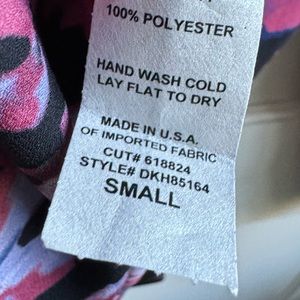 100% POLYESTER
HAND WASH COLD
LAY FLAT TO DRY
MADE IN U.S.A.
OF IMPORTED FABRIC
CUT# 618824
STYLE# DKH85164
SMALL